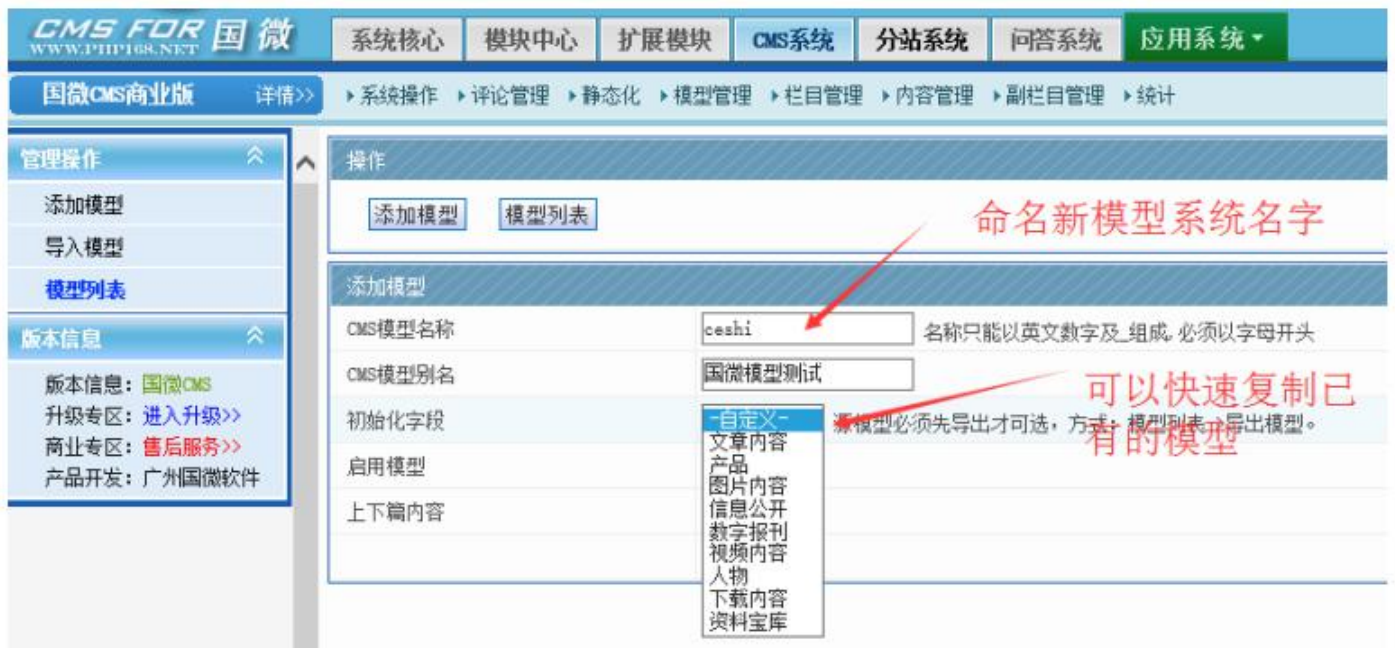 CMS FOR 国微
WWW.PHP168.NET
系统核心 模块中心 扩展模块 CMS系统 分站系统 问答系统 应用系统
国微CMS商业版 详情>>
系统操作 评论管理 静态化 模型管理 栏目管理 内容管理 副栏目管理 统计
管理操作
添加模型
导入模型
模型列表
版本信息
版本信息：国微CMS
升级专区：进入升级>>
商业专区：售后服务>>
产品开发：广州国微软件
操作
添加模型 模型列表
命名新模型系统名字
添加模型
CMS模型名称 ceshi 名称只能以英文数字及_组成,必须以字母开头
CMS模型别名 国微模型测试
可以快速复制已
有的模型
初始化字段 -自定义- 源模型必须先导出才可选，方式：模型列表->导出模型。
文章内容
产品
图片内容
信息公开
数字报刊
视频内容
人物
下载内容
资料宝库
启用模型
上下篇内容